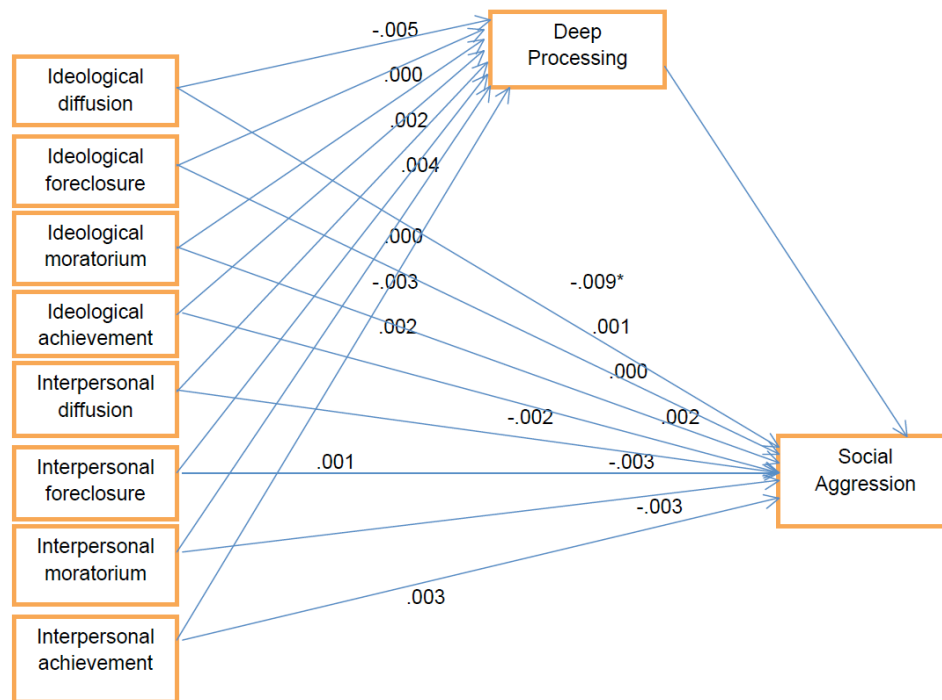 Deep
Processing
Ideological
diffusion
Ideological
foreclosure
Ideological
moratorium
Ideological
achievement
Interpersonal
diffusion
Interpersonal
foreclosure
Interpersonal
moratorium
Interpersonal
achievement
-.005
.000
.002
.004
.000
-.003
.002
.001
-.009*
.001
.000
.002
-.002
-.003
-.003
.003
Social
Aggression